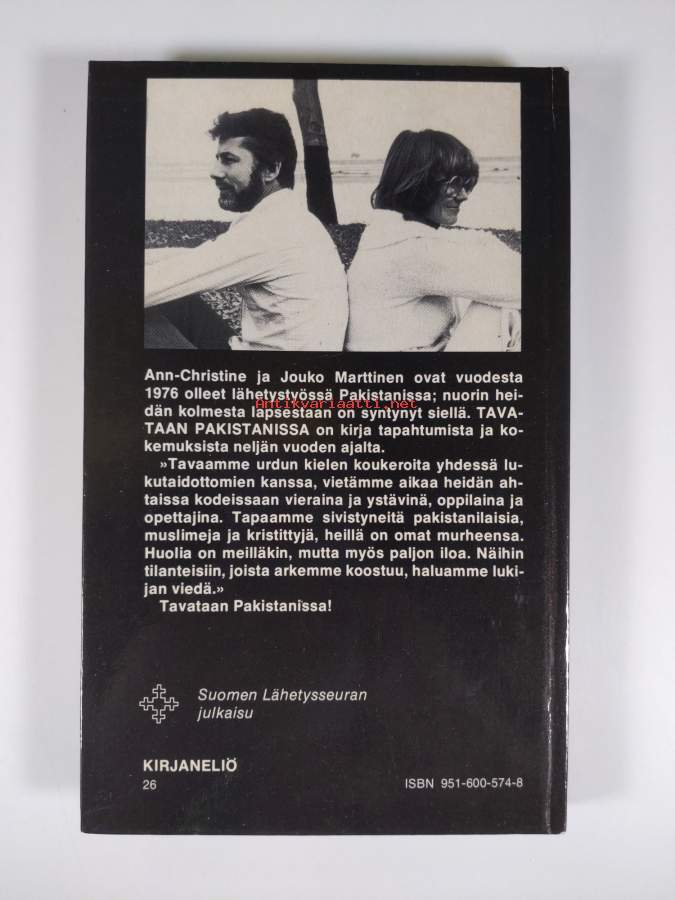 Ann-Christine ja Jouko Marttinen ovat vuodesta
1976 olleet lähetystyössä Pakistanissa; nuorin hei-
dän kolmesta lapsestaan on syntynyt siellä. TAVA-
Antikvariaatti.net
TAAN PAKISTANISSA on kirja tapahtumista ja ko-
kemuksista neljän vuoden ajalta.
»Tavaamme urdun kielen koukeroita yhdessä lu-
kutaidottomien kanssa, vietämme aikaa heidän ah-
taissa kodeissaan vieraina ja ystävinä, oppilaina ja
opettajina. Tapaamme sivistyneitä pakistanilaisia,
muslimeja ja kristittyjä, heillä on omat murheensa.
Huolia on meilläkin, mutta myös paljon iloa. Näihin
tilanteisiin, joista arkemme koostuu, haluamme luki-
jan viedä.»
Tavataan Pakistanissa!
Suomen Lähetysseuran
julkaisu
KIRJANELIÖ
26
ISBN 951-600-574-8